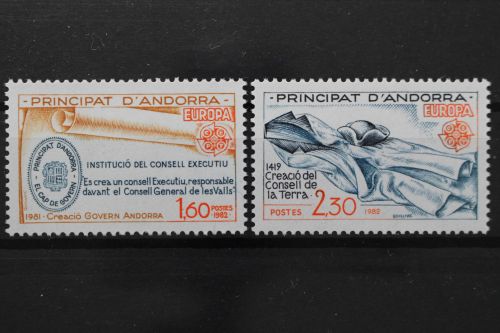 PRINCIPAT D'ANDORRA
EUROPA
INSTITUCIÓ DEL CONSELL EXECUTIU
"Es crea un consell Executiu, responsable
davant el Consell General de les Valls"
PRINCIPAT D'ANDORRA
EL CAP DE GOVERN
1981-Creació GOVERN ANDORRA
1,60 POSTES
1982
PRINCIPAT D'ANDORRA
EUROPA
1419
Creació del
Consell de
la Terra
POSTES 2,30 1982